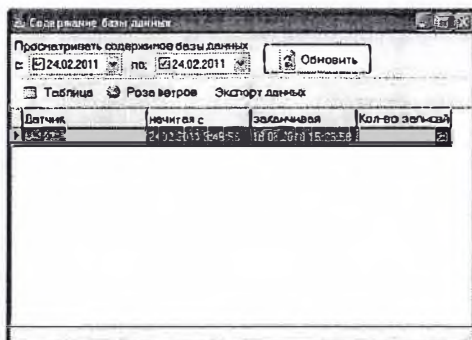 Содержание базы данных
Просматривать содержимое базы данных
с: 24.02.2011 по: 24.02.2011 Обновить
Таблица Роза ветров Экспорт данных
Датчик начитая с заканчивая Кол-во записей